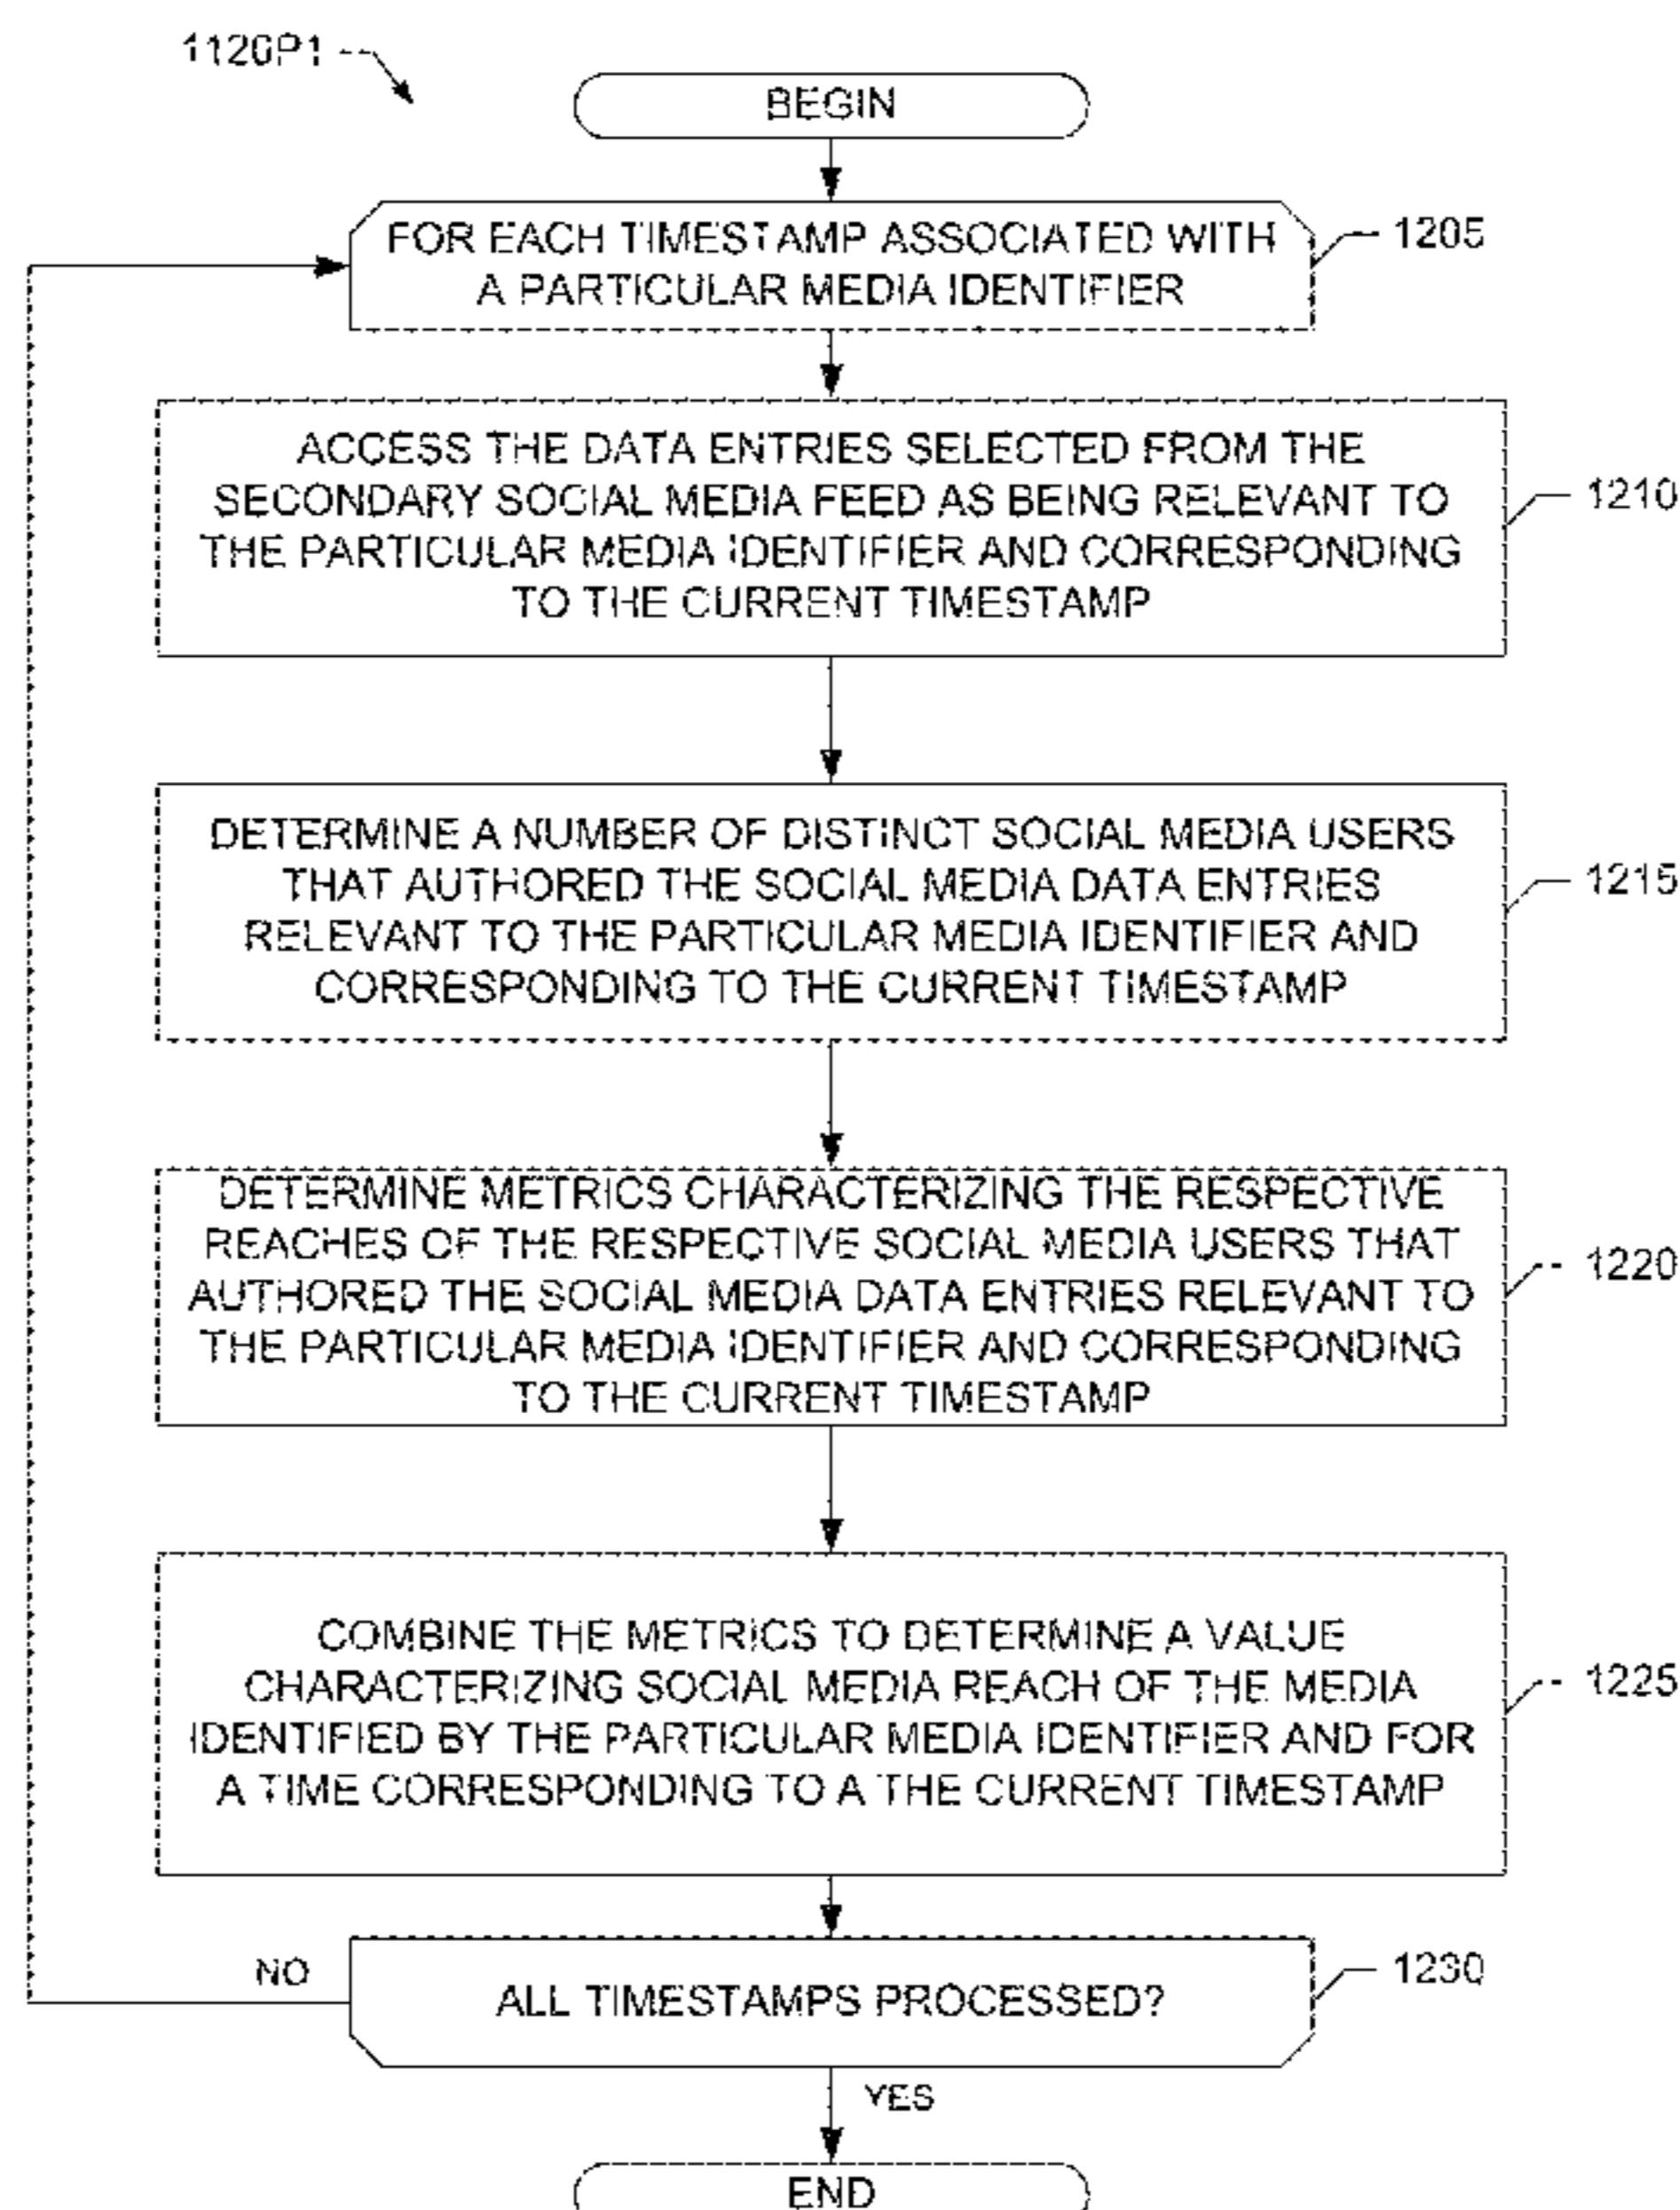 1120P1
BEGIN
FOR EACH TIMESTAMP ASSOCIATED WITH
A PARTICULAR MEDIA IDENTIFIER
1205
ACCESS THE DATA ENTRIES SELECTED FROM THE
SECONDARY SOCIAL MEDIA FEED AS BEING RELEVANT TO
THE PARTICULAR MEDIA IDENTIFIER AND CORRESPONDING
TO THE CURRENT TIMESTAMP
1210
DETERMINE A NUMBER OF DISTINCT SOCIAL MEDIA USERS
THAT AUTHORED THE SOCIAL MEDIA DATA ENTRIES
RELEVANT TO THE PARTICULAR MEDIA IDENTIFIER AND
CORRESPONDING TO THE CURRENT TIMESTAMP
1215
DETERMINE METRICS CHARACTERIZING THE RESPECTIVE
REACHES OF THE RESPECTIVE SOCIAL MEDIA USERS THAT
AUTHORED THE SOCIAL MEDIA DATA ENTRIES RELEVANT TO
THE PARTICULAR MEDIA IDENTIFIER AND CORRESPONDING
TO THE CURRENT TIMESTAMP
1220
COMBINE THE METRICS TO DETERMINE A VALUE
CHARACTERIZING SOCIAL MEDIA REACH OF THE MEDIA
IDENTIFIED BY THE PARTICULAR MEDIA IDENTIFIER AND FOR
A TIME CORRESPONDING TO A THE CURRENT TIMESTAMP
1225
NO
ALL TIMESTAMPS PROCESSED?
1230
YES
END